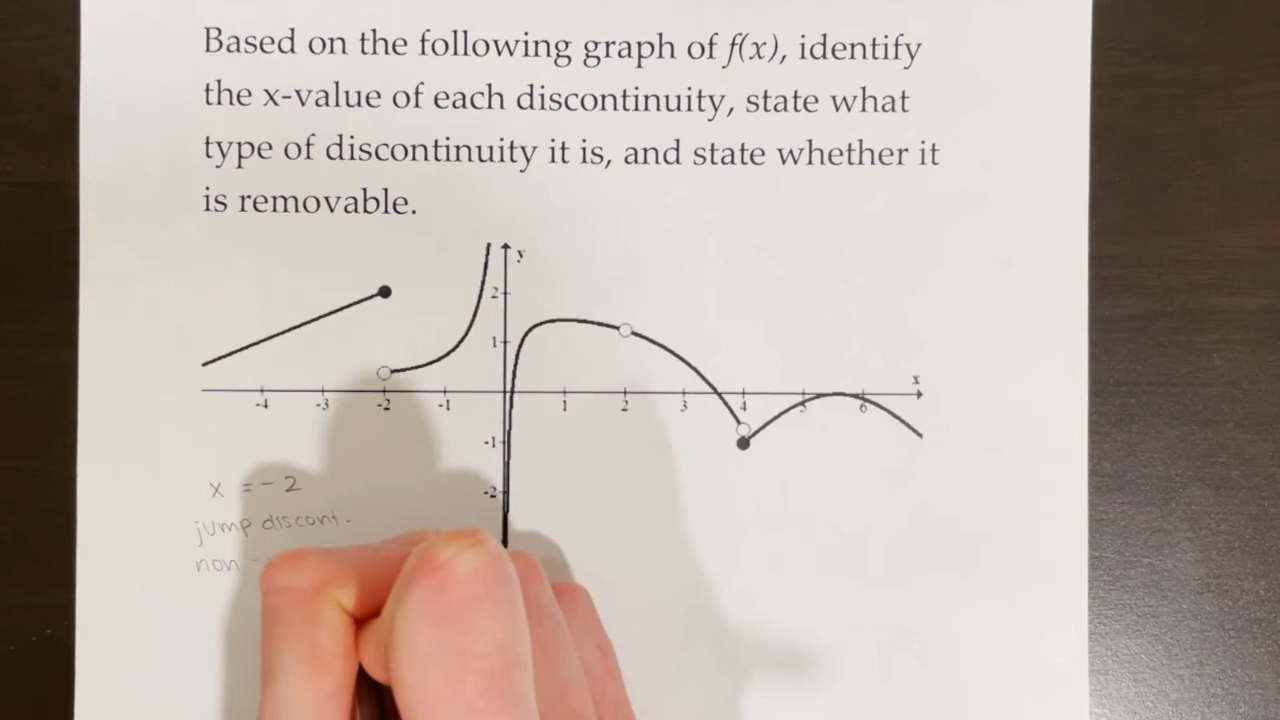 Based on the following graph of f(x), identify
the x-value of each discontinuity, state what
type of discontinuity it is, and state whether it
is removable.
y
2
1
x
-4 -3 -2 -1 1 2 3 4 5 6
-1
-2
x = -2
jump discont.
non -